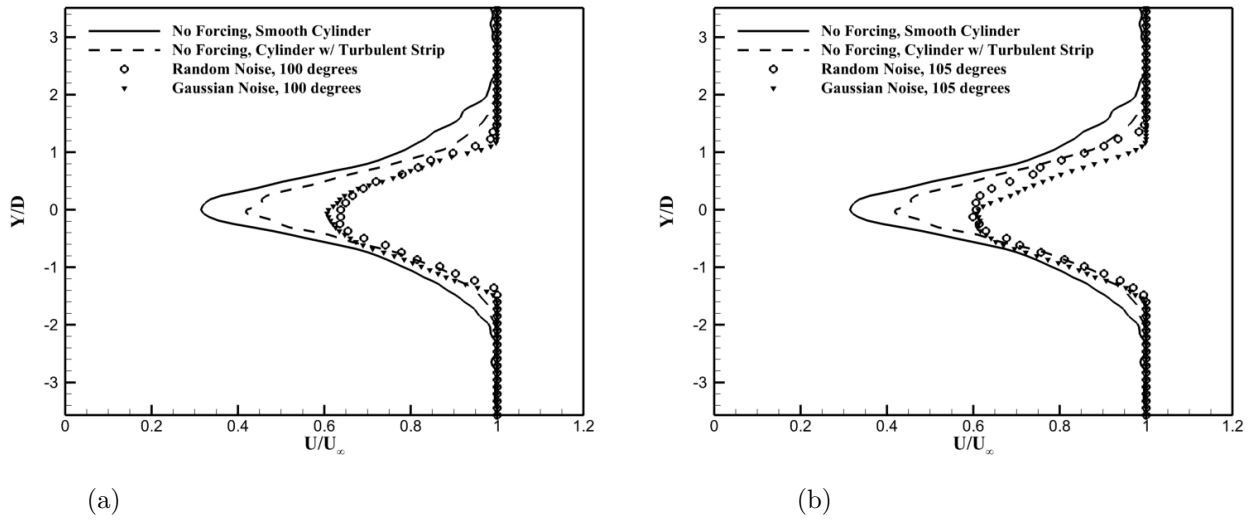 No Forcing, Smooth Cylinder
No Forcing, Cylinder w/ Turbulent Strip
Random Noise, 100 degrees
Gaussian Noise, 100 degrees
3
2
1
0
-1
-2
-3
Y/D
0
0.2
0.4
0.6
0.8
1
1.2
U/U∞
(a)
No Forcing, Smooth Cylinder
No Forcing, Cylinder w/ Turbulent Strip
Random Noise, 105 degrees
Gaussian Noise, 105 degrees
3
2
1
0
-1
-2
-3
Y/D
0
0.2
0.4
0.6
0.8
1
1.2
U/U∞
(b)